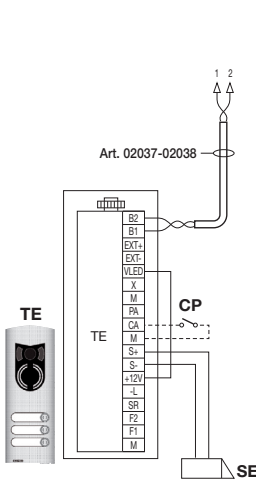 1 2
Art. 02037-02038
B2
B1
EXT+
EXT-
VLED
X
M
PA
CA
M
S+
S-
+12V
-L
SR
F2
F1
M
TE
TE
CP
SE